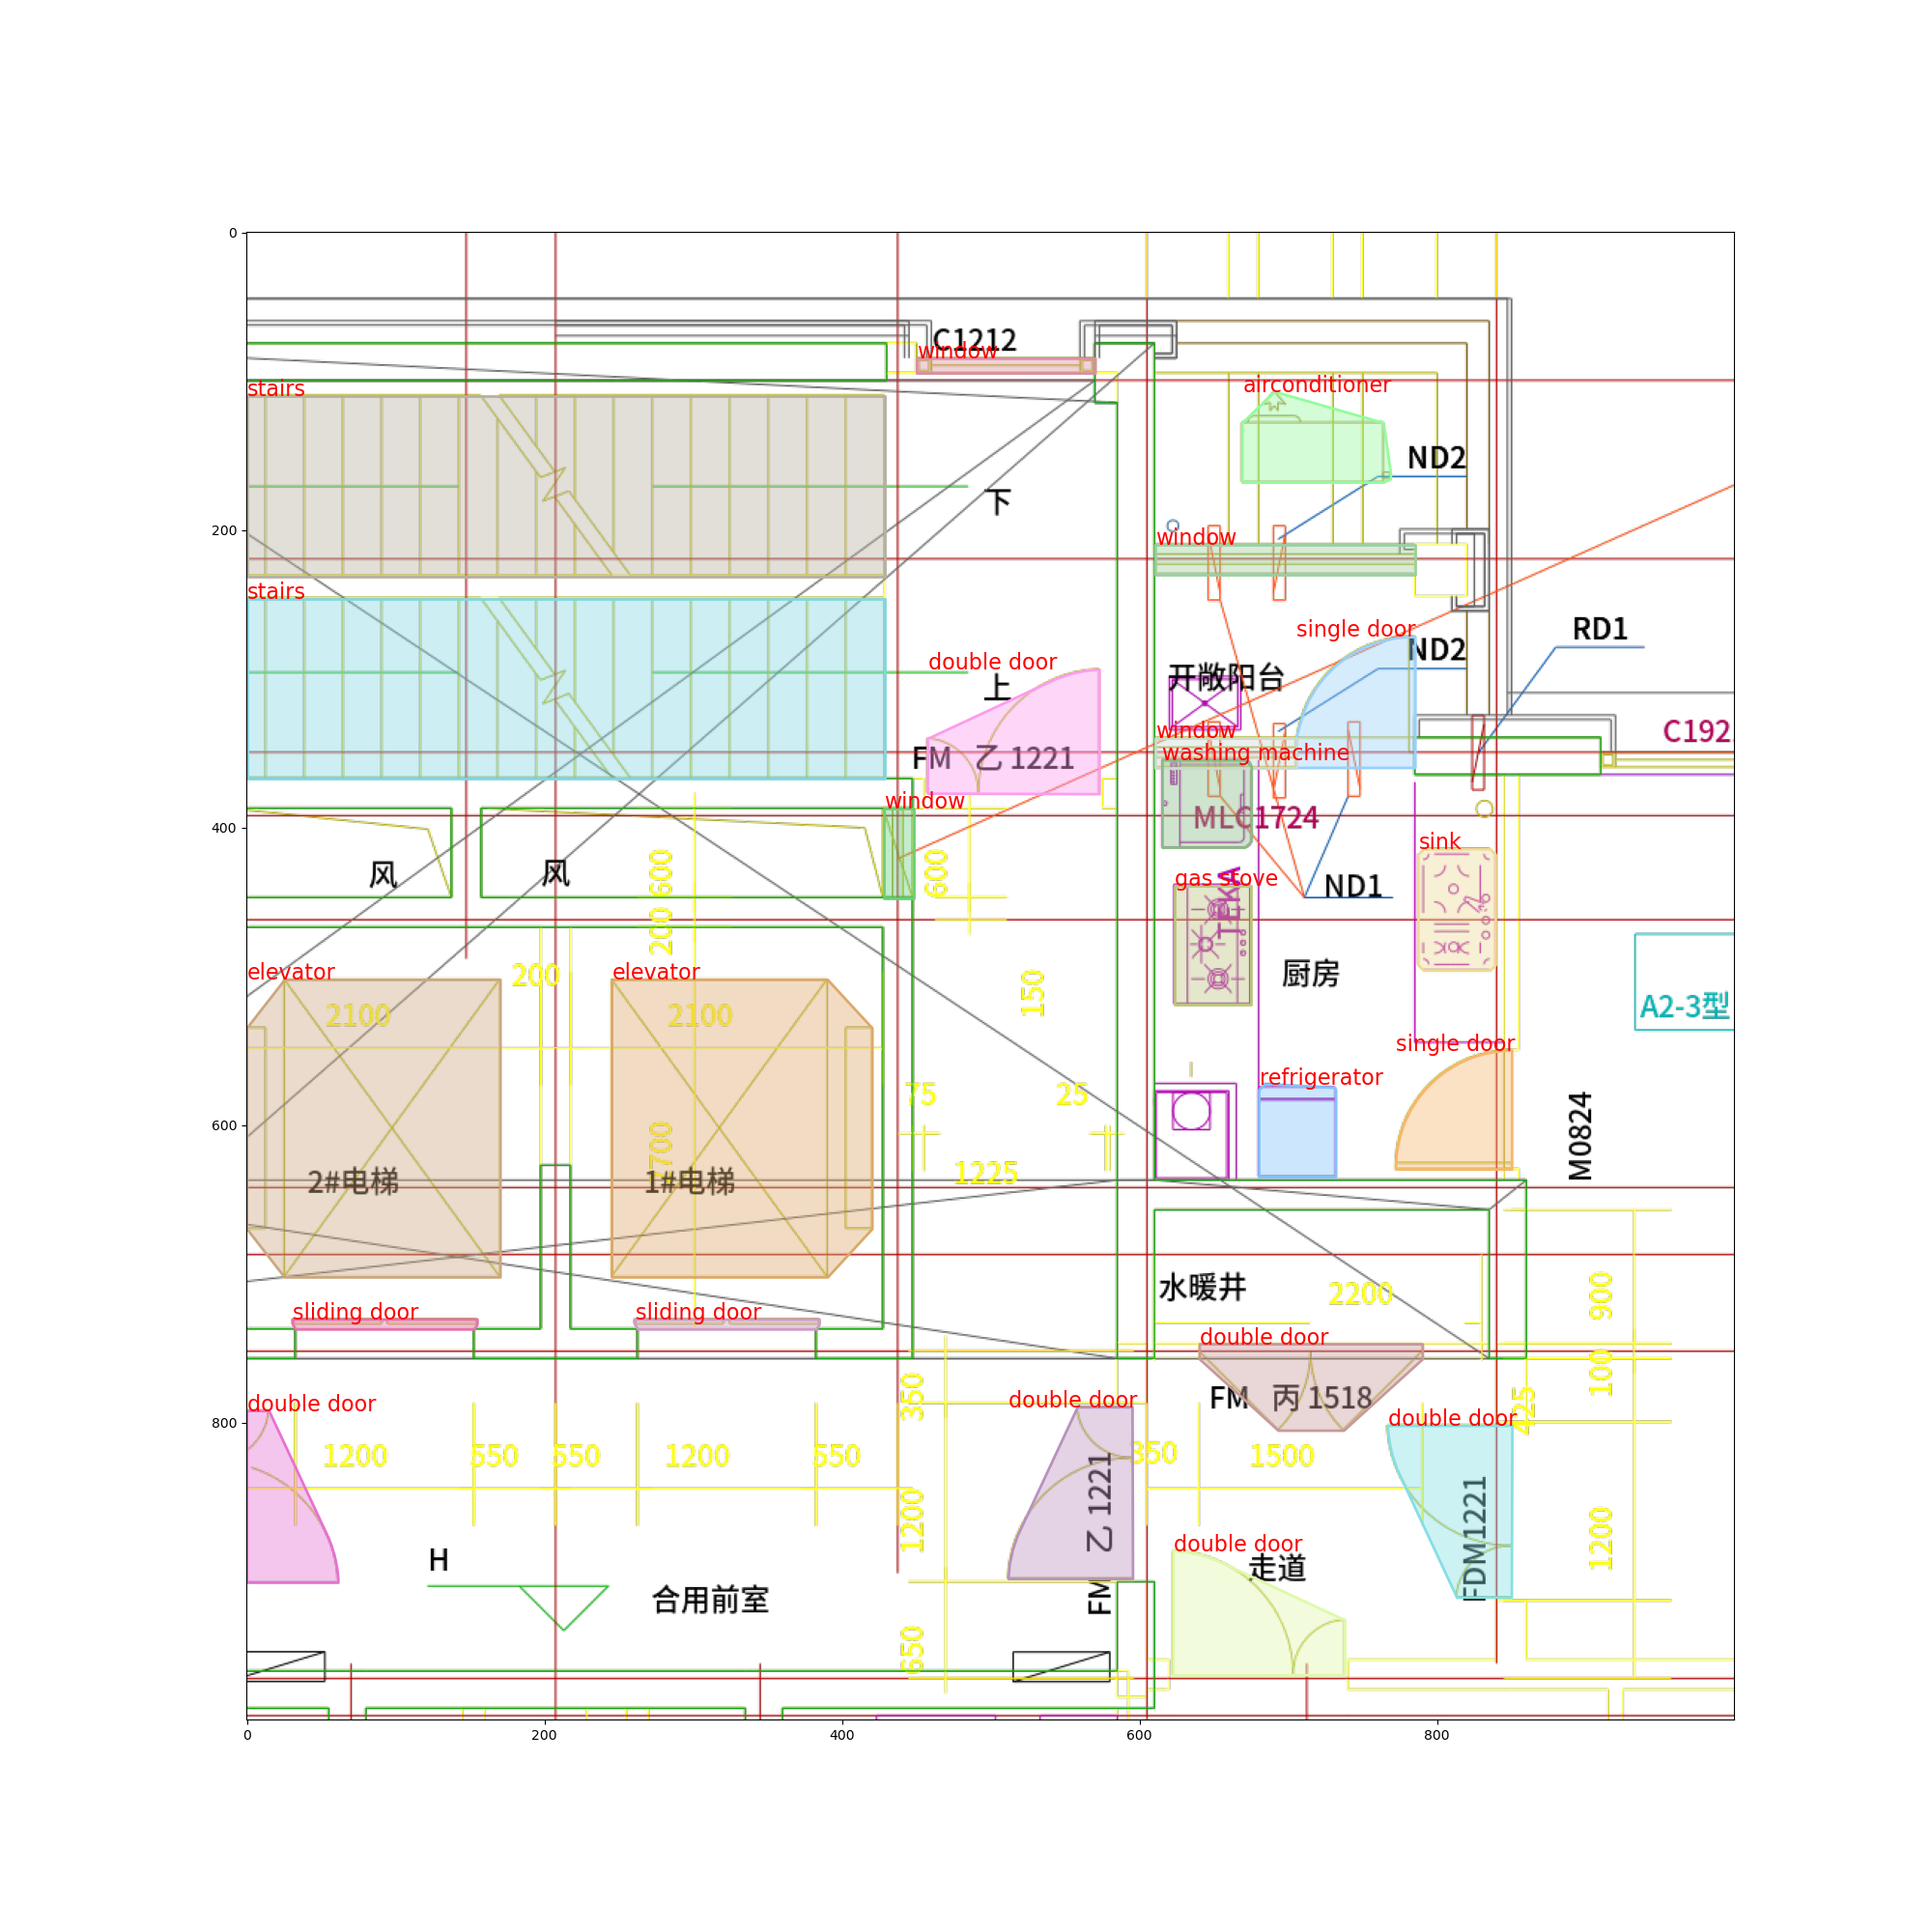 0
C1212
window
stairs
airconditioner
ND2
下
200
window
stairs
single door
RD1
ND2
double door
开敞阳台
上
C192
window
washing machine
FM 乙 1221
window
MLC1724
400
sink
风
风
600
600
gas stove
TEKA
ND1
200
elevator
200
elevator
厨房
2100
2100
150
A2-3型
single door
refrigerator
75
25
600
M0824
700
1225
2#电梯
1#电梯
水暖井
2200
900
sliding door
sliding door
double door
100
350
FM 丙 1518
double door
double door
425
double door
800
1200
550
550
1200
550
350
1500
1200
FM 乙 1221
FDM1221
1200
double door
H
走道
合用前室
650
0
200
400
600
800